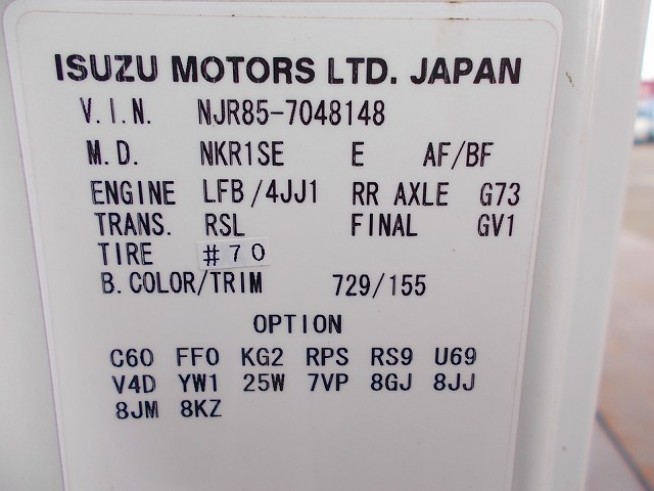 ISUZU MOTORS LTD. JAPAN
V.I.N. NJR85-7048148
M.D. NKR1SE E AF/BF
ENGINE LFB/4JJ1 RR AXLE G73
TRANS. RSL FINAL GV1
TIRE #70
B.COLOR/TRIM 729/155
OPTION
C60 FF0 KG2 RPS RS9 U69
V4D YW1 25W 7VP 8GJ 8JJ
8JM 8KZ